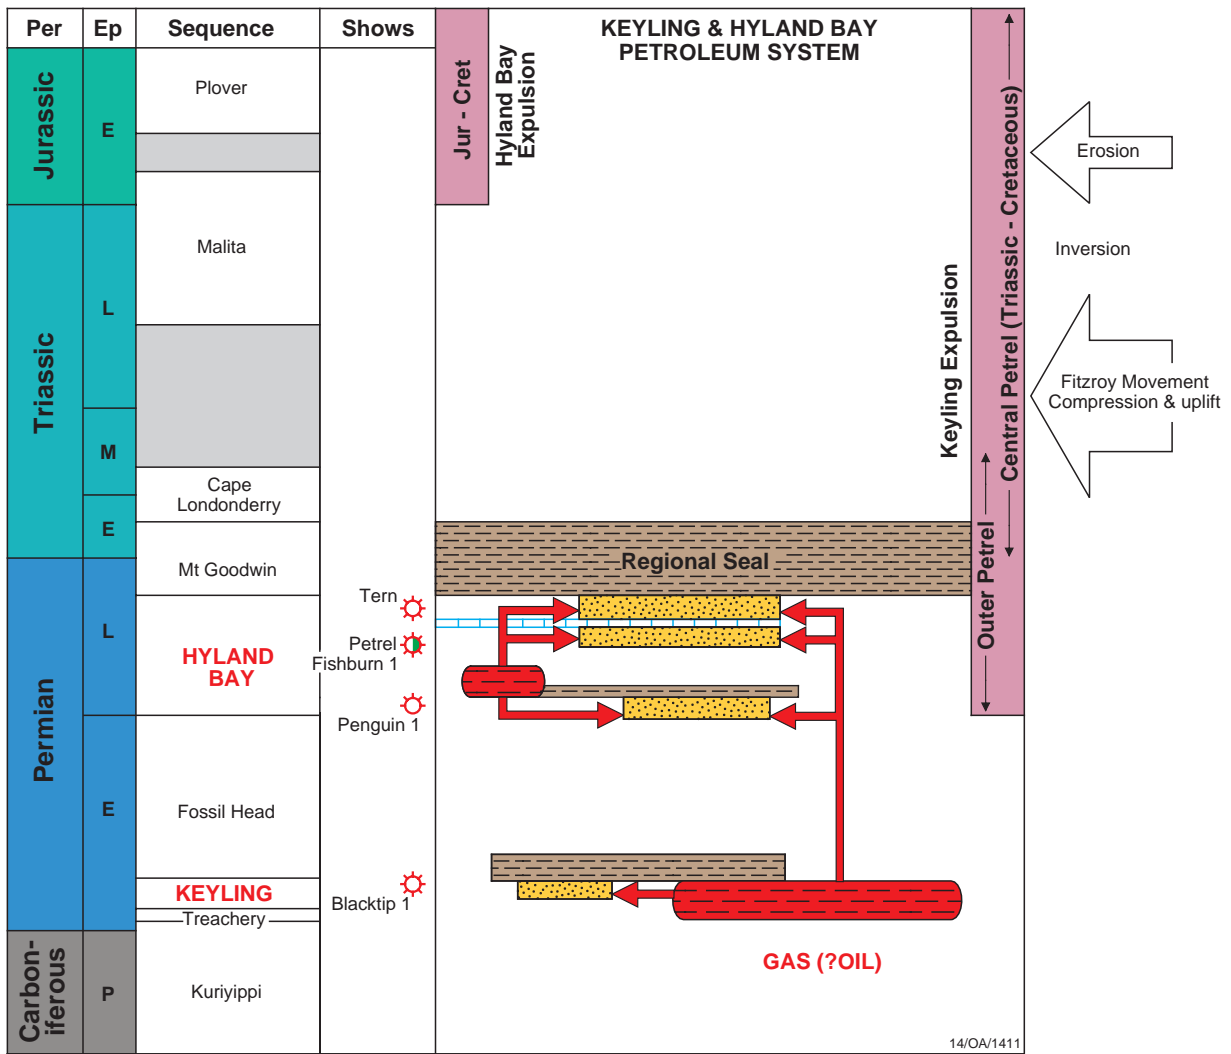 Per
Ep
Sequence
Shows
KEYLING & HYLAND BAY
PETROLEUM SYSTEM
Jurassic
E
Plover
Jur - Cret
Hyland Bay
Expulsion
Central Petrel (Triassic - Cretaceous)
Erosion
Triassic
L
Malita
Inversion
Keyling Expulsion
Fitzroy Movement
Compression & uplift
M
Cape
Londonderry
E
Mt Goodwin
Regional Seal
Outer Petrel
Permian
L
HYLAND
BAY
Tern
Petrel
Fishburn 1
Penguin 1
E
Fossil Head
KEYLING
Blacktip 1
Treachery
GAS (?OIL)
Carbon-
iferous
P
Kuriyippi
14/OA/1411